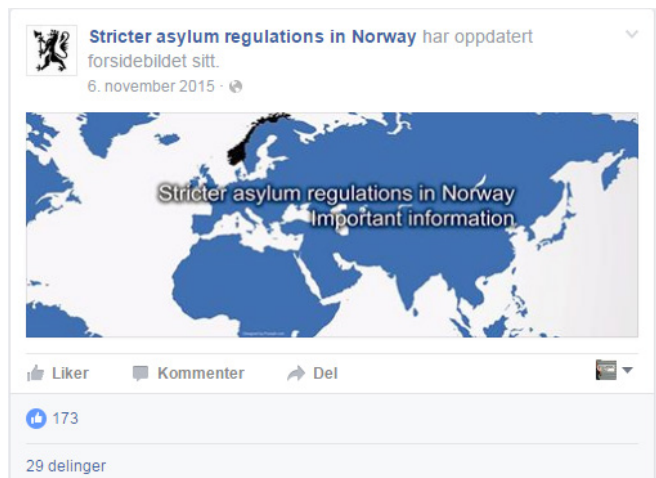 Stricter asylum regulations in Norway har oppdatert
forsidebildet sitt.
6. november 2015 ·
Stricter asylum regulations in Norway
Important information
Liker
Kommenter
Del
173
29 delinger